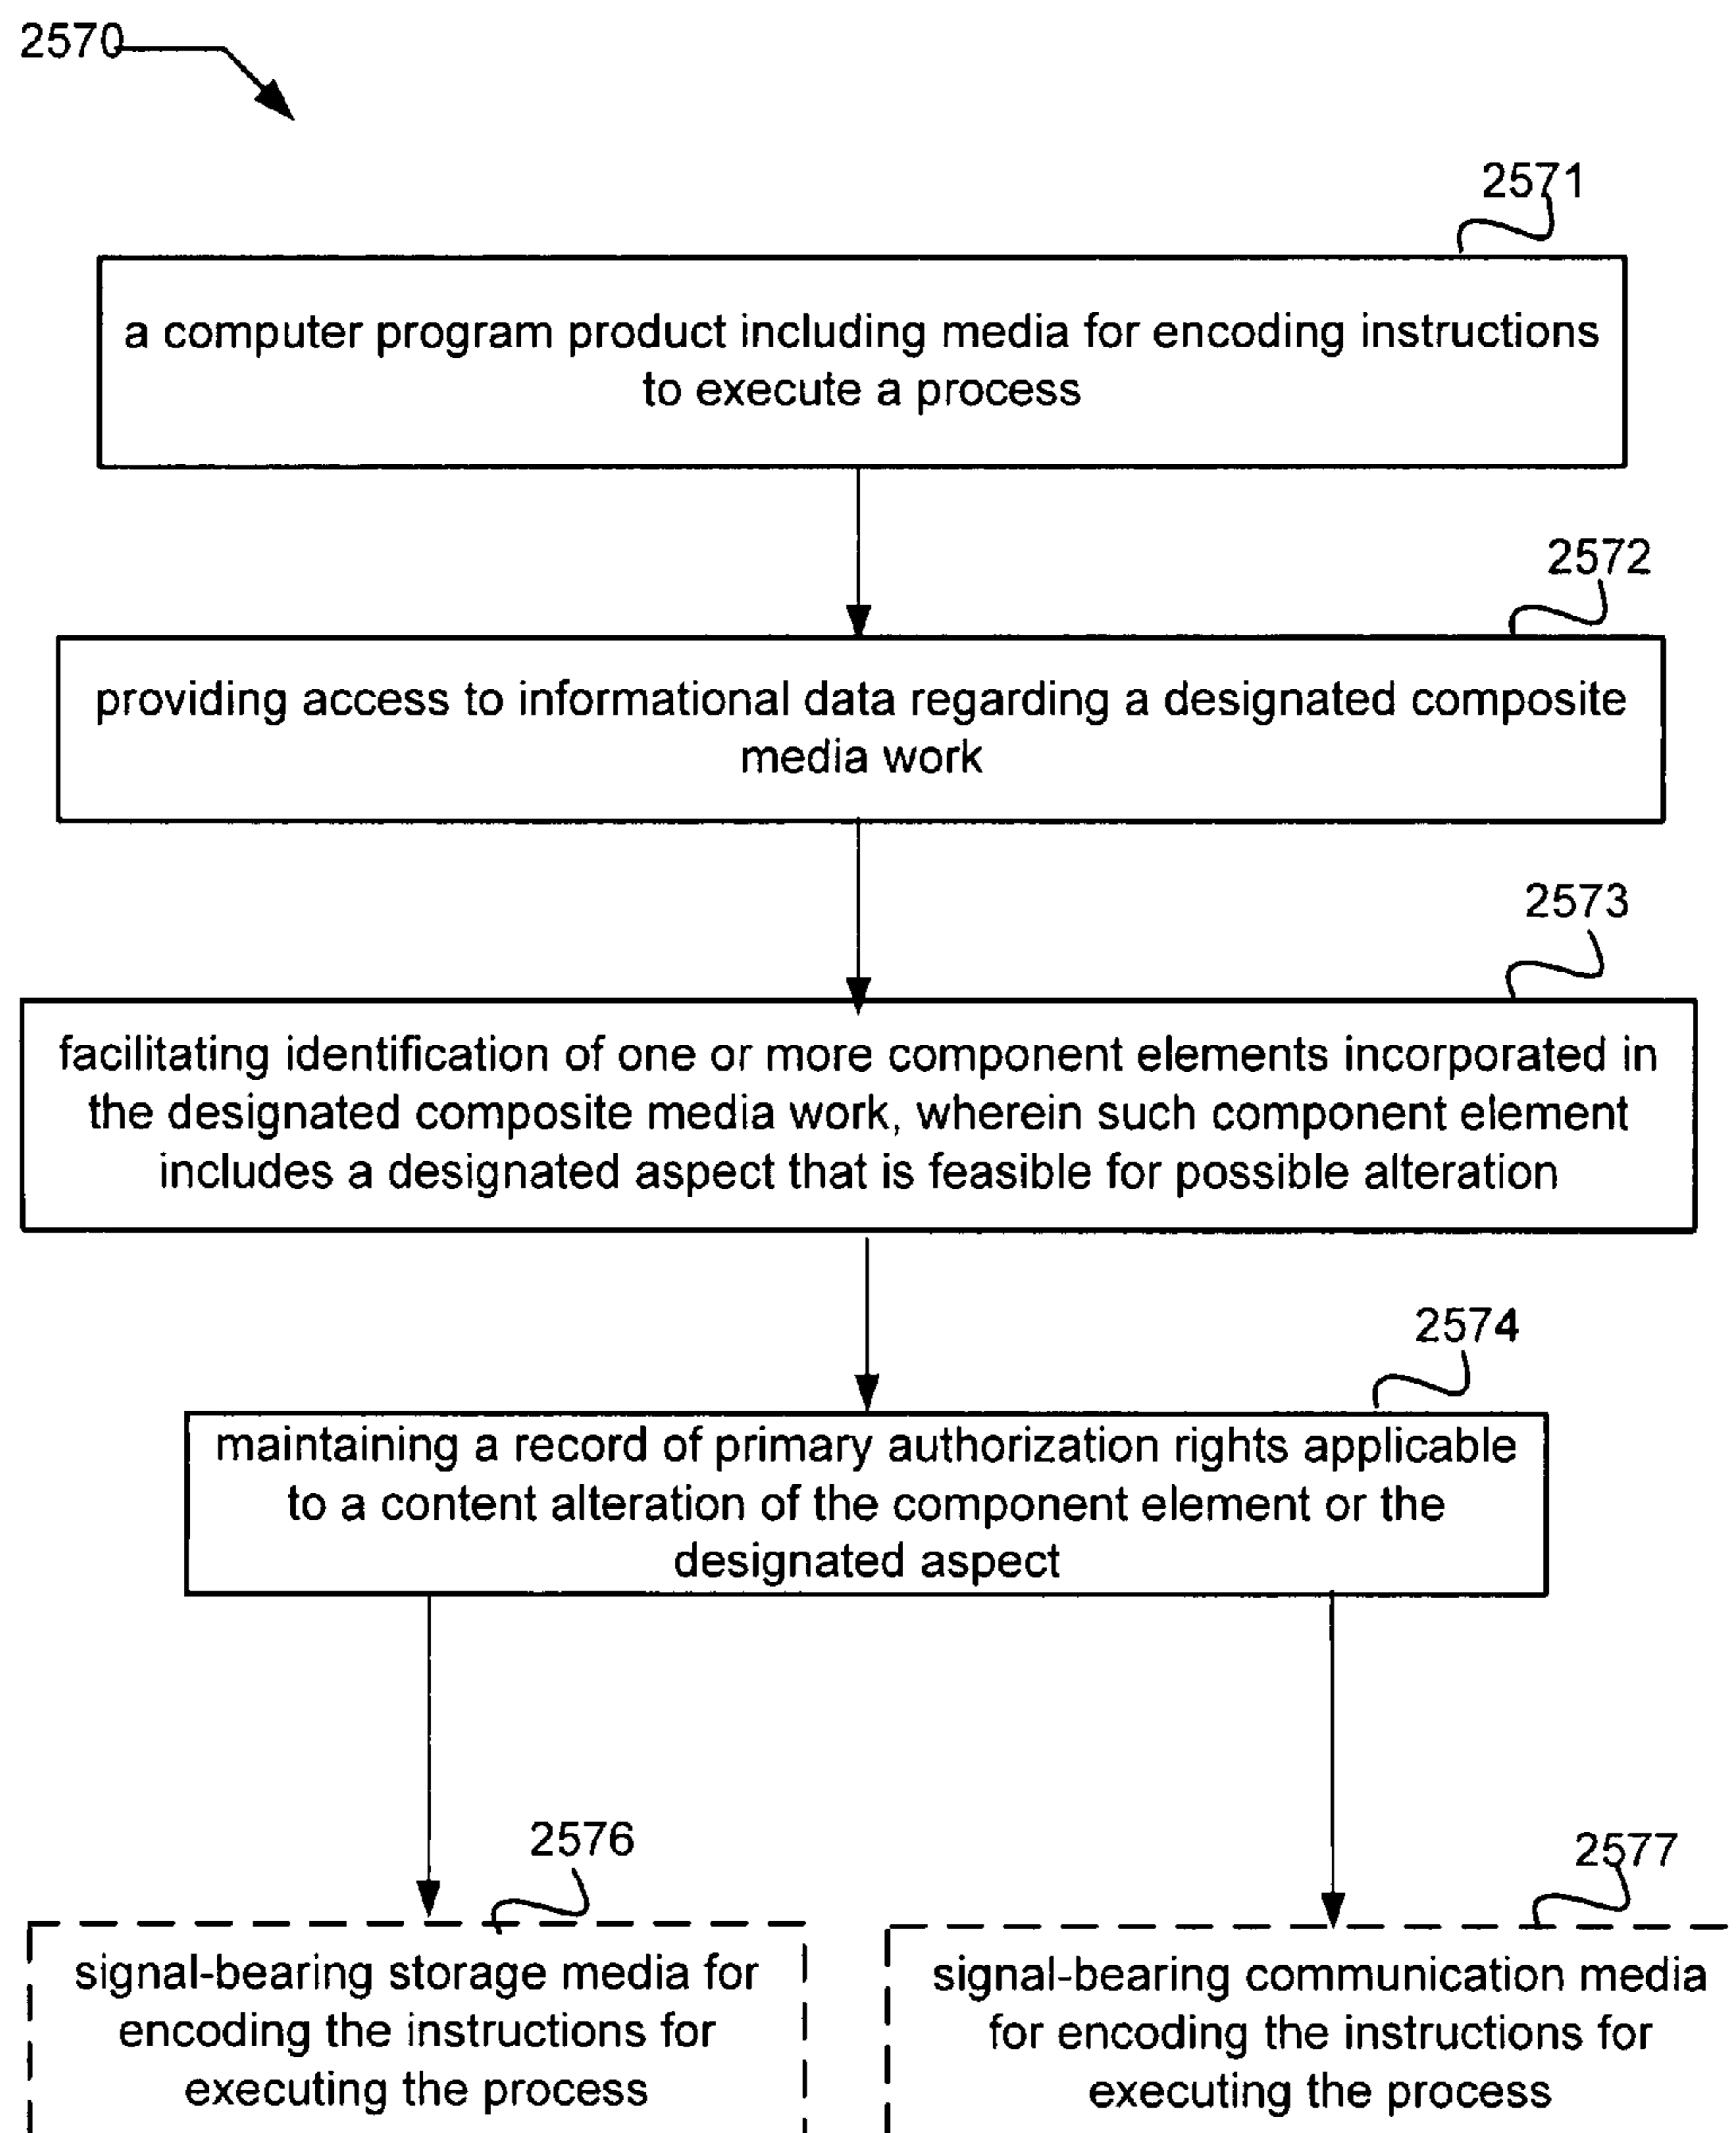 2570
2571
a computer program product including media for encoding instructions
to execute a process
2572
providing access to informational data regarding a designated composite
media work
2573
facilitating identification of one or more component elements incorporated in
the designated composite media work, wherein such component element
includes a designated aspect that is feasible for possible alteration
2574
maintaining a record of primary authorization rights applicable
to a content alteration of the component element or the
designated aspect
2576
signal-bearing storage media for
encoding the instructions for
executing the process
2577
signal-bearing communication media
for encoding the instructions for
executing the process